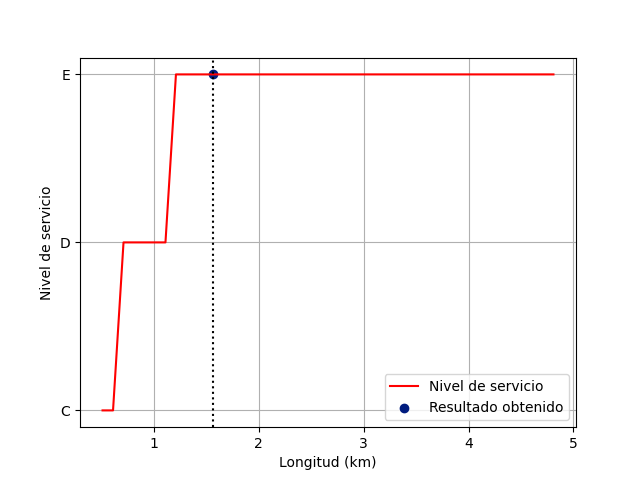 E
D
C
Nivel de servicio
1
2
3
4
5
Longitud (km)
Nivel de servicio
Resultado obtenido